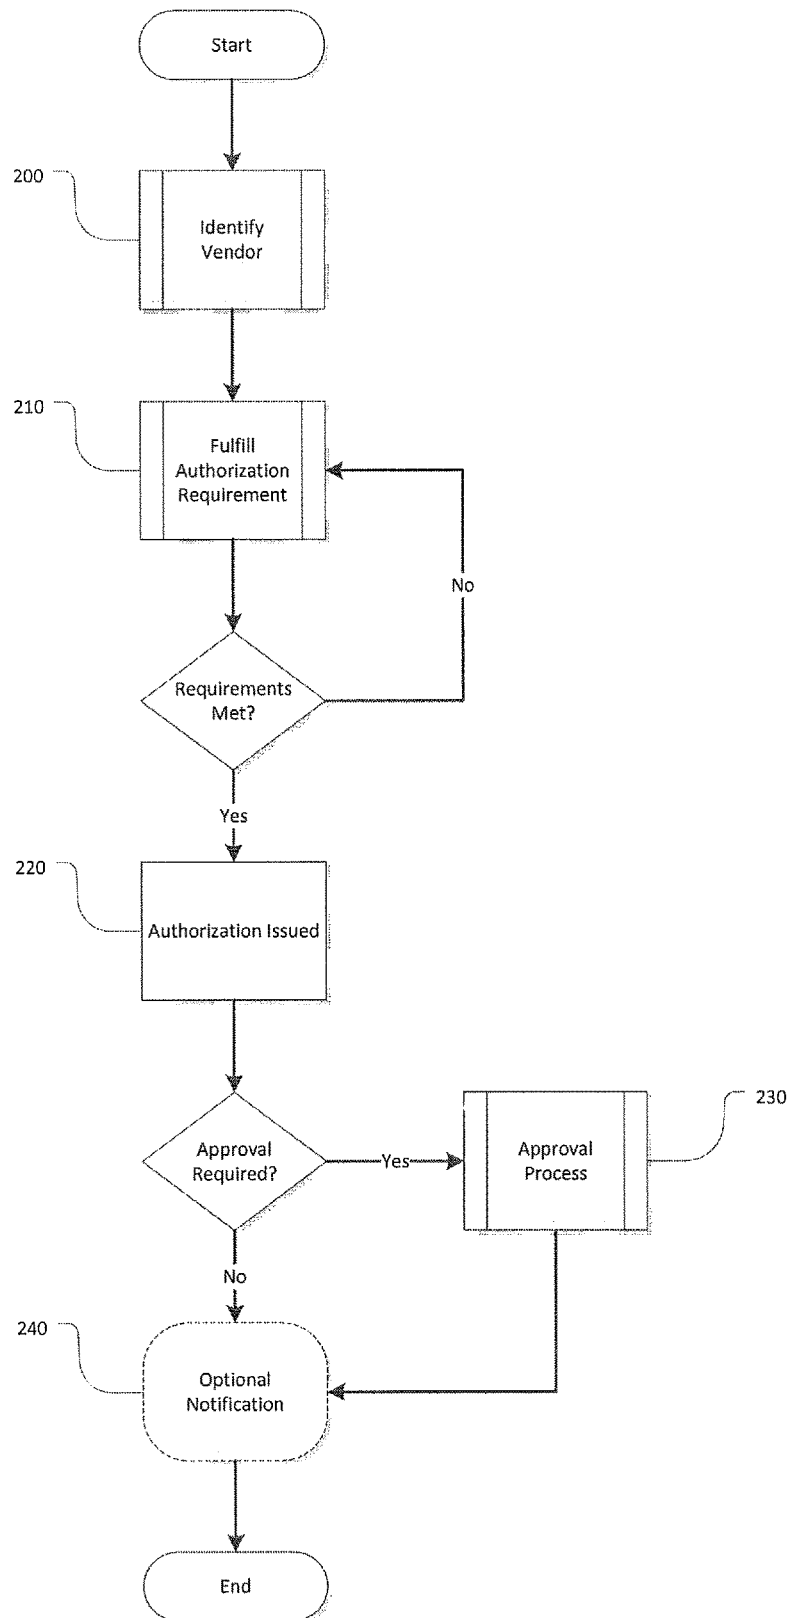 Start
200
Identify
Vendor
210
Fulfill
Authorization
Requirement
No
Requirements
Met?
Yes
220
Authorization Issued
230
Approval
Required?
Yes
Approval
Process
No
240
Optional
Notification
End